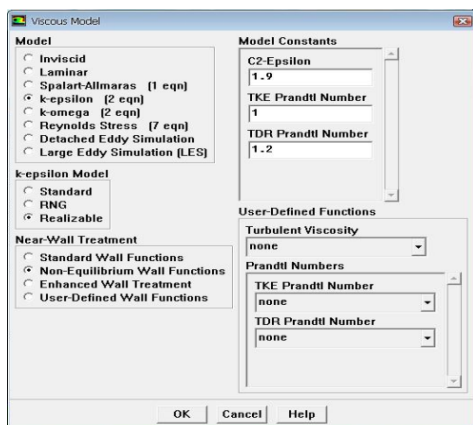 Viscous Model
Model
Inviscid
Laminar
Spalart-Allmaras (1 eqn)
k-epsilon (2 eqn)
k-omega (2 eqn)
Reynolds Stress (7 eqn)
Detached Eddy Simulation
Large Eddy Simulation (LES)
k-epsilon Model
Standard
RNG
Realizable
Near-Wall Treatment
Standard Wall Functions
Non-Equilibrium Wall Functions
Enhanced Wall Treatment
User-Defined Wall Functions
Model Constants
C2-Epsilon
1.9
TKE Prandtl Number
1
TDR Prandtl Number
1.2
User-Defined Functions
Turbulent Viscosity
none
Prandtl Numbers
TKE Prandtl Number
none
TDR Prandtl Number
none
OK Cancel Help